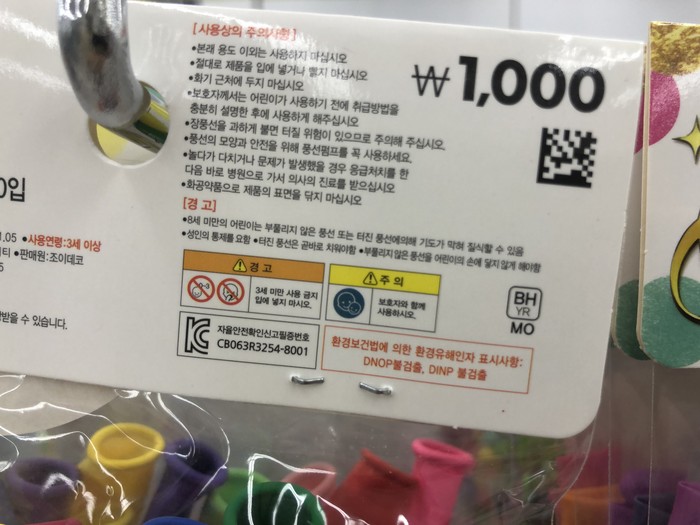 [사용상의 주의사항]
•본래 용도 이외는 사용하지 마십시오
•절대로 제품을 입에 넣거나 빨지 마십시오
•화기 근처에 두지 마십시오
•보호자께서는 어린이가 사용하기 전에 취급방법을
충분히 설명한 후에 사용하게 해주십시오
•장풍선을 과하게 불면 터질 위험이 있으므로 주의해 주십시오.
•풍선의 모양과 안전을 위해 풍선펌프를 꼭 사용하세요.
•놀다가 다치거나 문제가 발생했을 경우 응급처치를 한
다음 바로 병원으로 가서 의사의 진료를 받으십시오
•화공약품으로 제품의 표면을 닦지 마십시오
₩1,000
[경 고]
•8세 미만의 어린이는 부풀리지 않은 풍선 또는 터진 풍선에의해 기도가 막혀 질식할 수 있음
•성인의 통제를 요함 •터진 풍선은 곧바로 치워야함 •부풀리지않은 풍선을 어린이의 손에 닿지 않게 해야함
0입
1.05 •사용연령:3세 이상
티 •판매원:조이데코
5
받을 수 있습니다.
경 고
3세 미만 사용 금지
입에 넣지 마시오.
주 의
보호자와 함께
사용하시오.
BH
YR
MO
KC
자율안전확인신고필증번호
CB063R3254-8001
환경보건법에 의한 환경유해인자 표시사항:
DNOP불검출, DINP 불검출